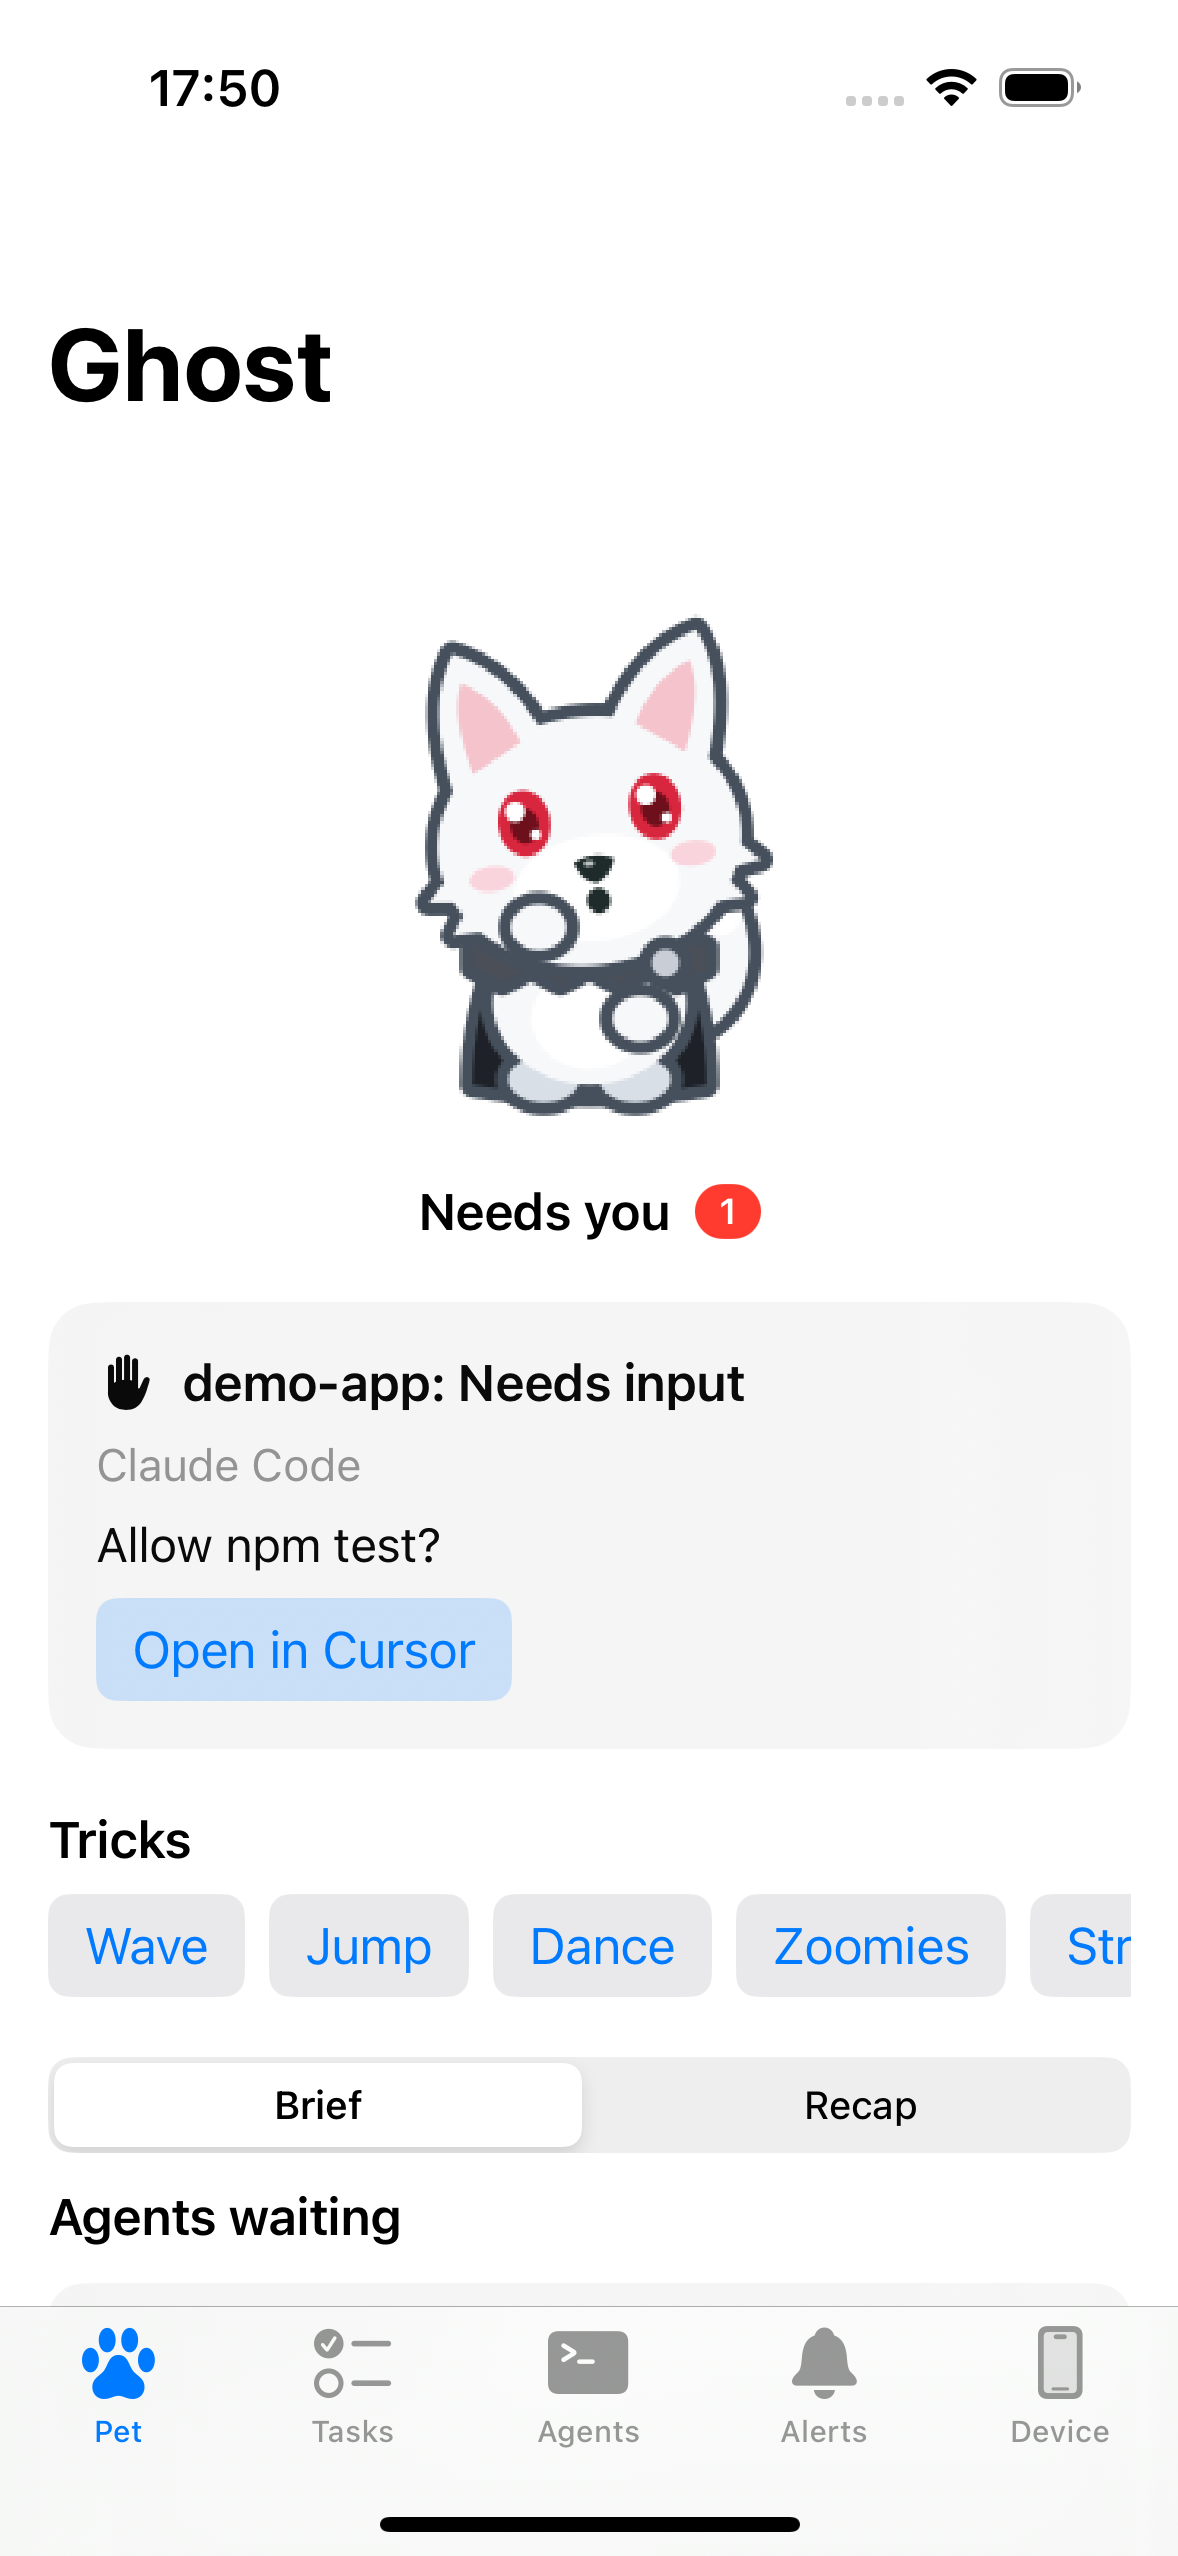 17:50
Ghost
Needs you 1
demo-app: Needs input
Claude Code
Allow npm test?
Open in Cursor
Tricks
Wave Jump Dance Zoomies Str
Brief Recap
Agents waiting
Pet Tasks Agents Alerts Device